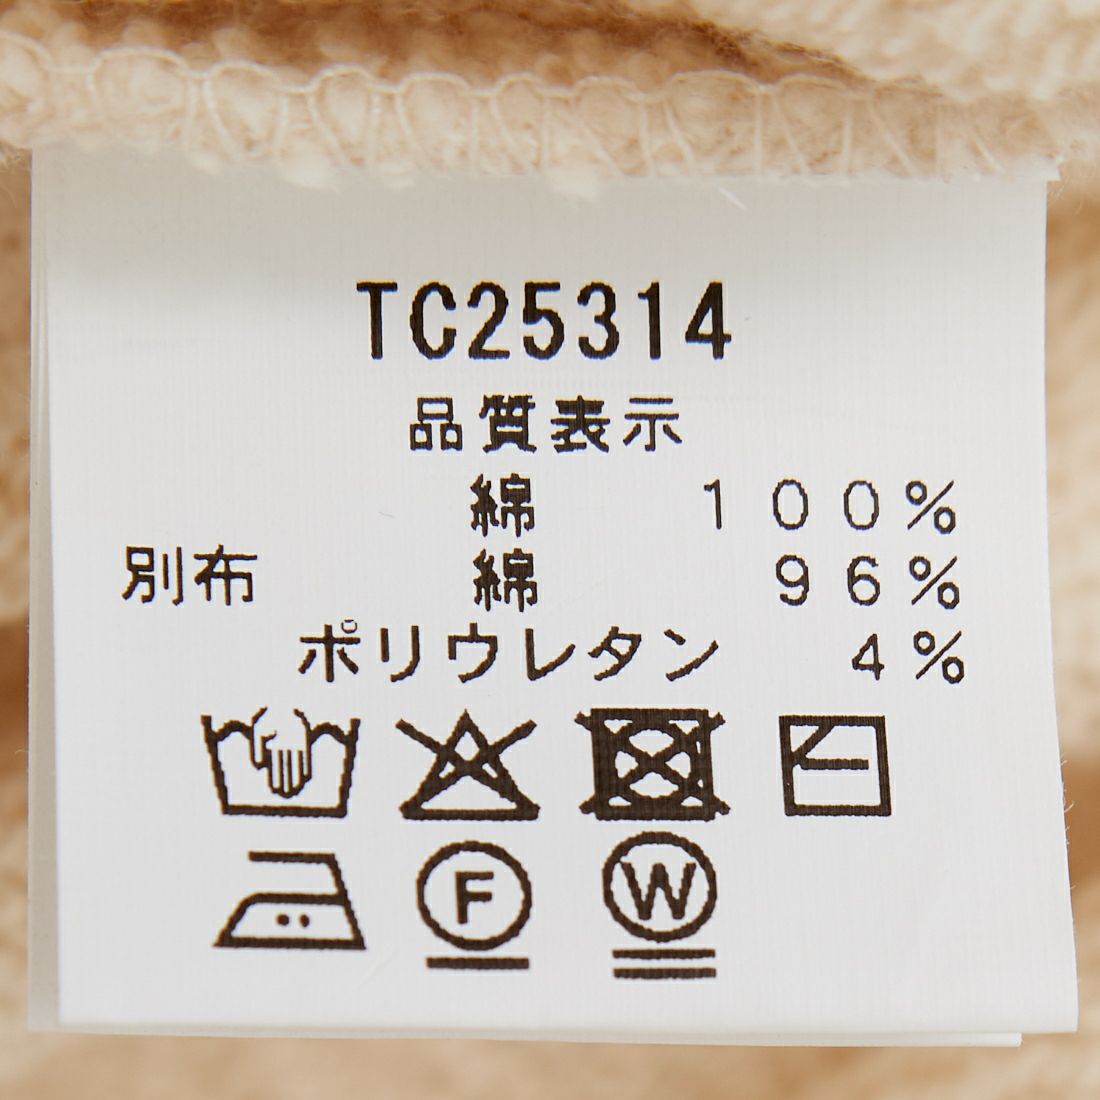 TC25314
品質表示
綿 100%
別布 綿 96%
ポリウレタン 4%
F W